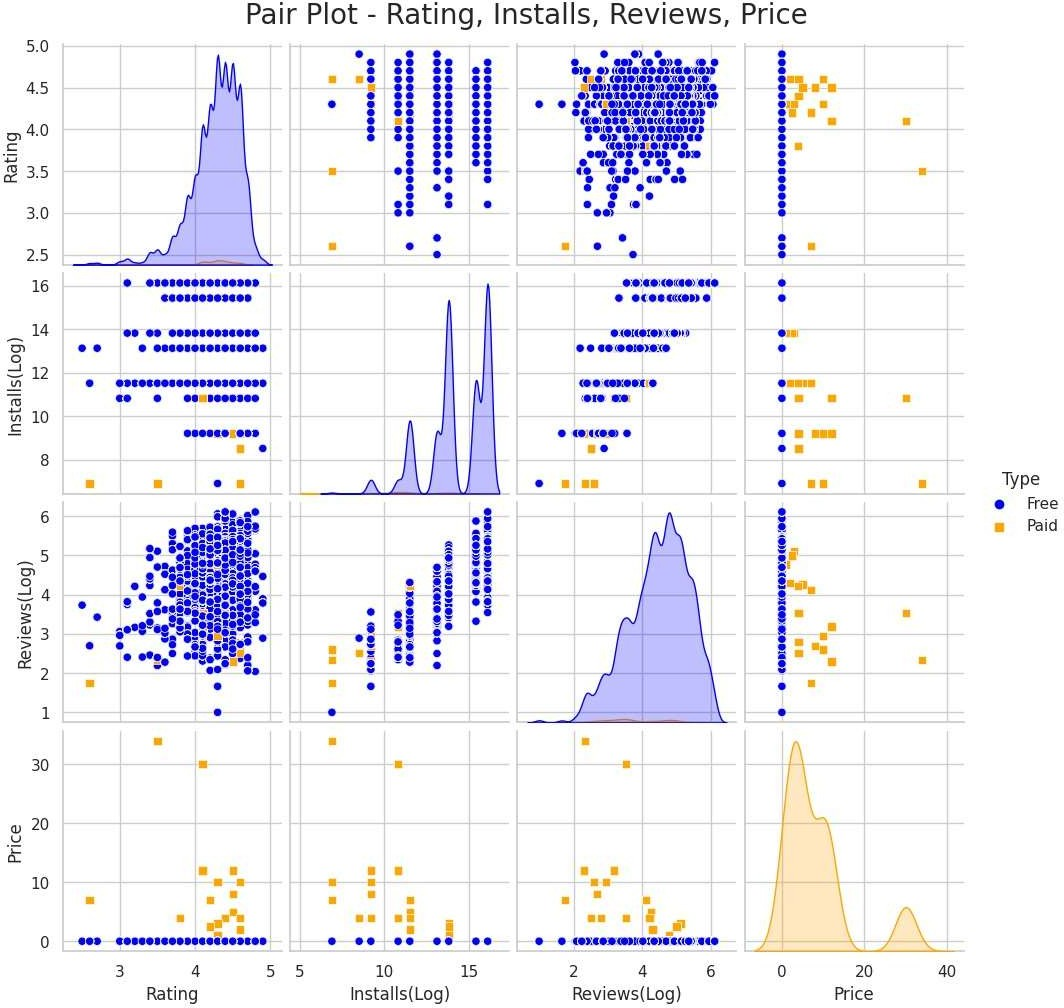 Pair Plot - Rating, Installs, Reviews, Price
5.0
4.5
4.0
3.5
3.0
2.5
Rating
16
14
12
10
8
Installs(Log)
6
5
4
3
2
1
Reviews(Log)
30
20
10
0
Price
3 4 5
5 10 15
2 4 6
0 20 40
Rating
Installs(Log)
Reviews(Log)
Price
Type
Free
Paid